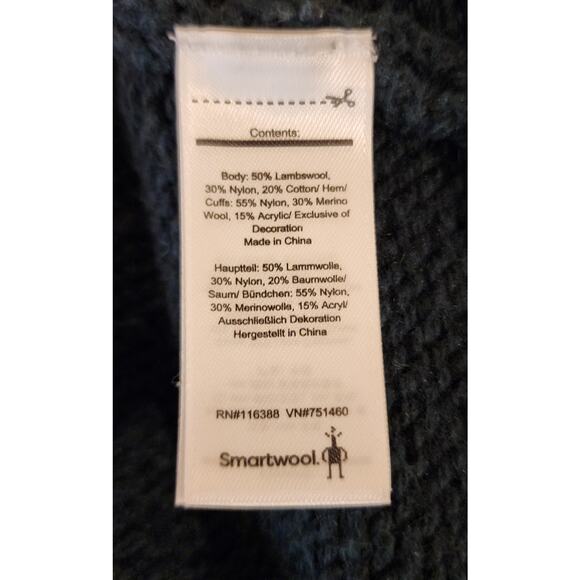 Contents:
Body: 50% Lambswool,
30% Nylon, 20% Cotton/ Hem/
Cuffs: 55% Nylon, 30% Merino
Wool, 15% Acrylic/ Exclusive of
Decoration
Made in China
Hauptteil: 50% Lammwolle,
30% Nylon, 20% Baumwolle/
Saum/ Bündchen: 55% Nylon,
30% Merinowolle, 15% Acryl/
Ausschließlich Dekoration
Hergestellt in China
RN#116388 VN#751460
Smartwool.